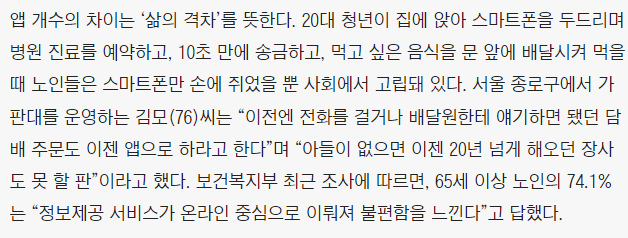 앱 개수의 차이는 ‘삶의 격차’를 뜻한다. 20대 청년이 집에 앉아 스마트폰을 두드리며
병원 진료를 예약하고, 10초 만에 송금하고, 먹고 싶은 음식을 문 앞에 배달시켜 먹을
때 노인들은 스마트폰만 손에 쥐었을 뿐 사회에서 고립돼 있다. 서울 종로구에서 가
판대를 운영하는 김모(76)씨는 “이전엔 전화를 걸거나 배달원한테 얘기하면 됐던 담
배 주문도 이젠 앱으로 하라고 한다”며 “아들이 없으면 이젠 20년 넘게 해오던 장사
도 못 할 판”이라고 했다. 보건복지부 최근 조사에 따르면, 65세 이상 노인의 74.1%
는 “정보제공 서비스가 온라인 중심으로 이뤄져 불편함을 느낀다”고 답했다.